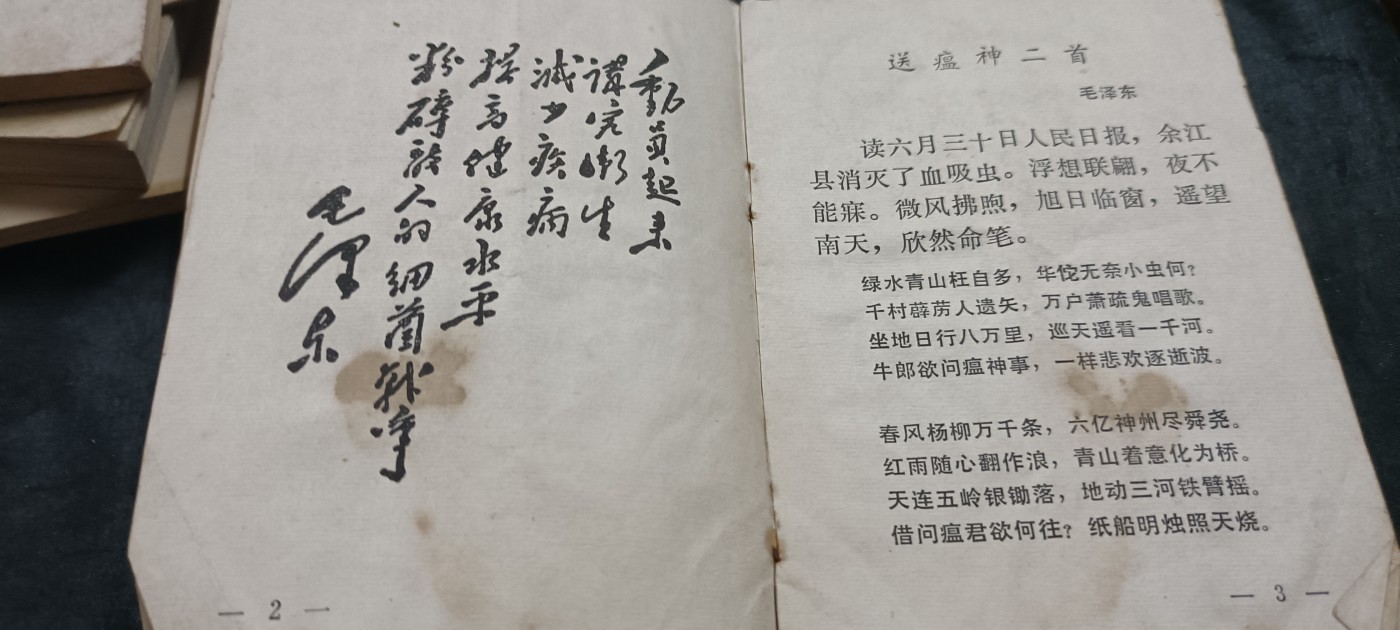 動員起来
講究衛生
減少疾病
提高健康水平
粉碎敵人的細菌战争
毛澤东
— 2 —
送瘟神二首
毛泽东
读六月三十日人民日报，余江
县消灭了血吸虫。浮想联翩，夜不
能寐。微风拂煦，旭日临窗，遥望
南天，欣然命笔。
绿水青山枉自多，华佗无奈小虫何？
千村薜苈人遗矢，万户萧疏鬼唱歌。
坐地日行八万里，巡天遥看一千河。
牛郎欲问瘟神事，一样悲欢逐逝波。
春风杨柳万千条，六亿神州尽舜尧。
红雨随心翻作浪，青山着意化为桥。
天连五岭银锄落，地动三河铁臂摇。
借问瘟君欲何往？纸船明烛照天烧。
— 3 —